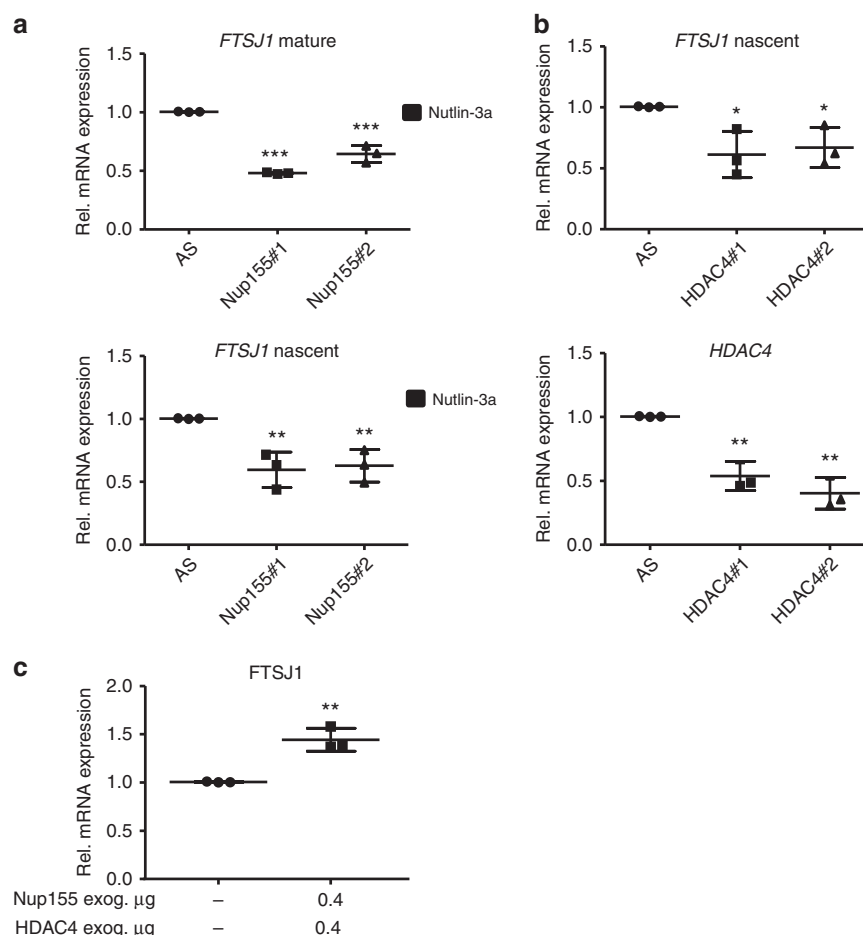 a
FTSJ1 mature
Rel. mRNA expression
1.5
1.0
0.5
0.0
***
***
AS
Nup155#1
Nup155#2
Nutlin-3a
FTSJ1 nascent
Rel. mRNA expression
1.5
1.0
0.5
0.0
**
**
AS
Nup155#1
Nup155#2
Nutlin-3a
b
FTSJ1 nascent
Rel. mRNA expression
1.5
1.0
0.5
0.0
*
*
AS
HDAC4#1
HDAC4#2
HDAC4
Rel. mRNA expression
1.5
1.0
0.5
0.0
**
**
AS
HDAC4#1
HDAC4#2
c
FTSJ1
Rel. mRNA expression
2.0
1.5
1.0
0.5
0.0
**
Nup155 exog. μg – 0.4
HDAC4 exog. μg – 0.4